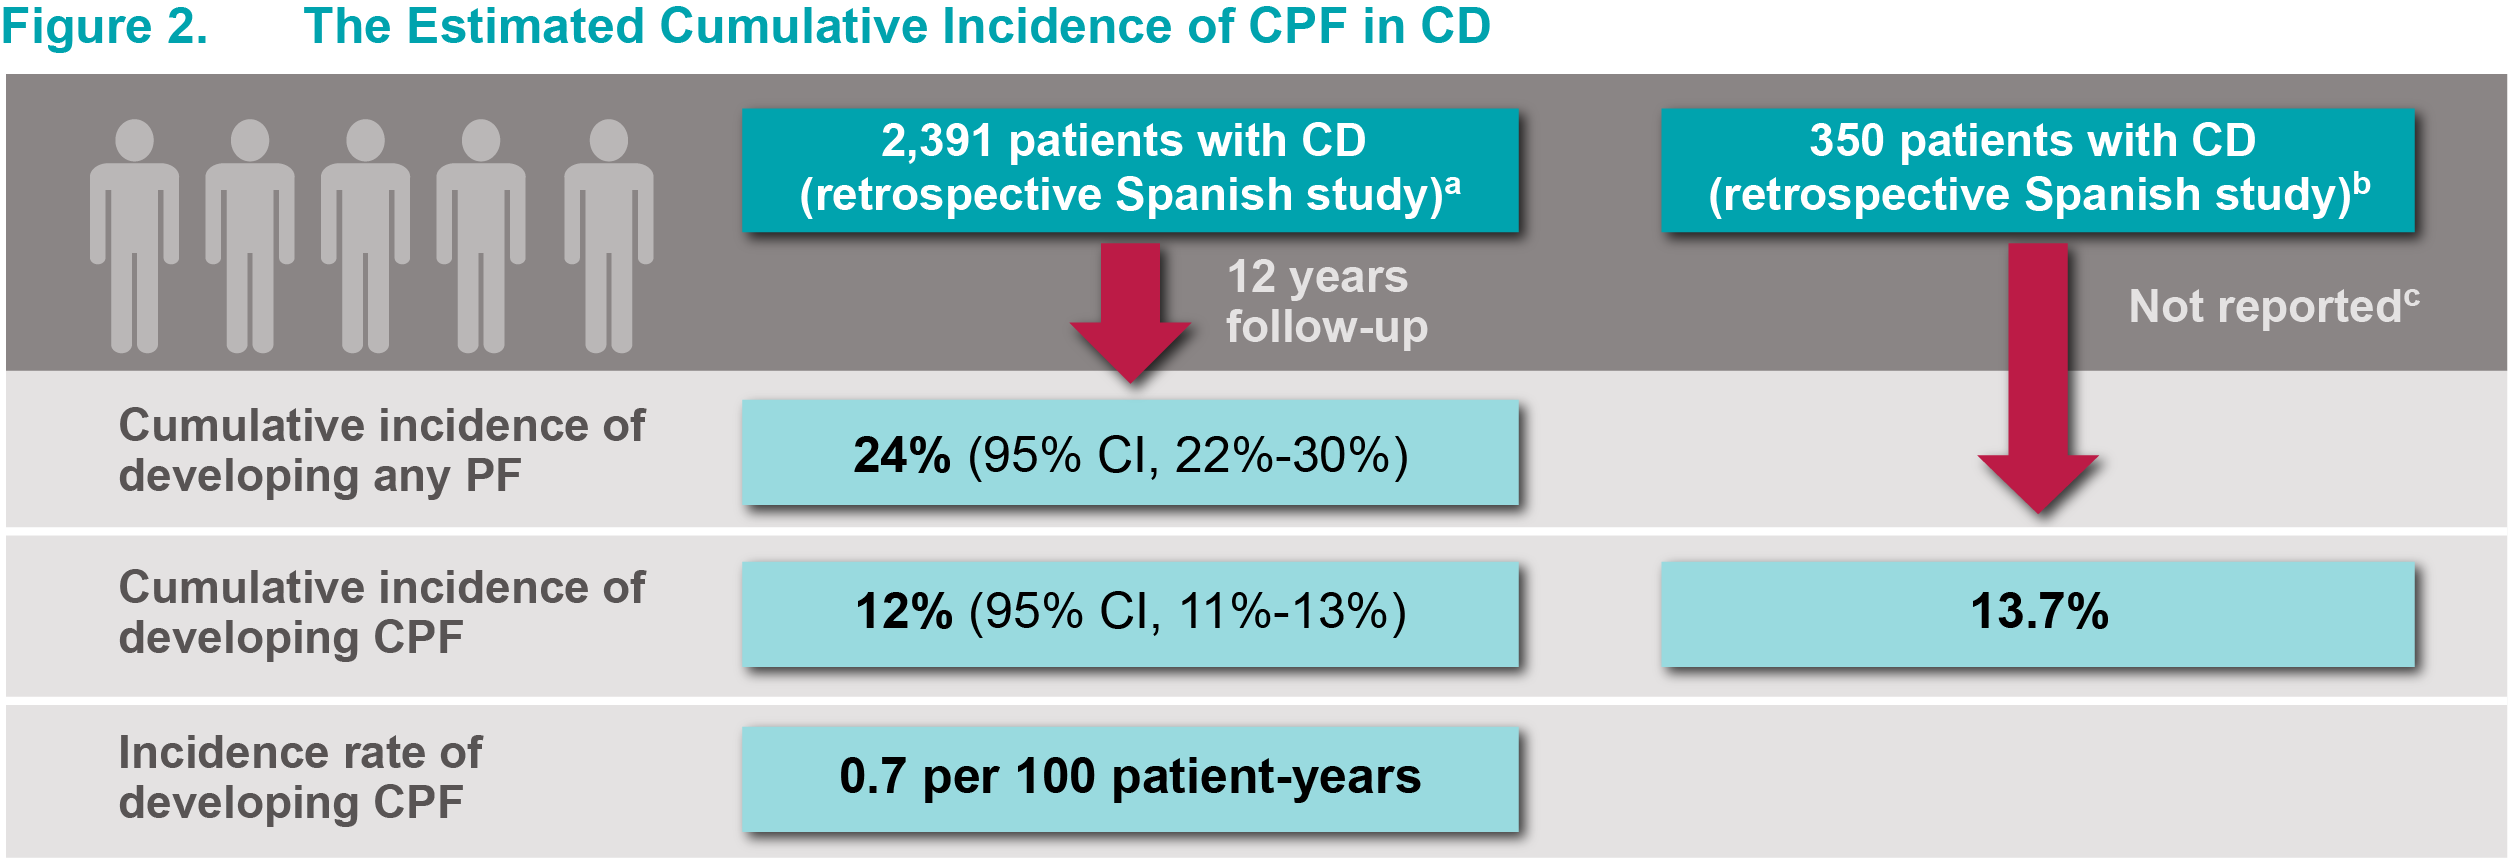 Figure 2. The Estimated Cumulative Incidence of CPF in CD
2,391 patients with CD
(retrospective Spanish study)a
350 patients with CD
(retrospective Spanish study)b
12 years
follow-up
Not reportedc
Cumulative incidence of
developing any PF
24% (95% CI, 22%-30%)
Cumulative incidence of
developing CPF
12% (95% CI, 11%-13%)
13.7%
Incidence rate of
developing CPF
0.7 per 100 patient-years